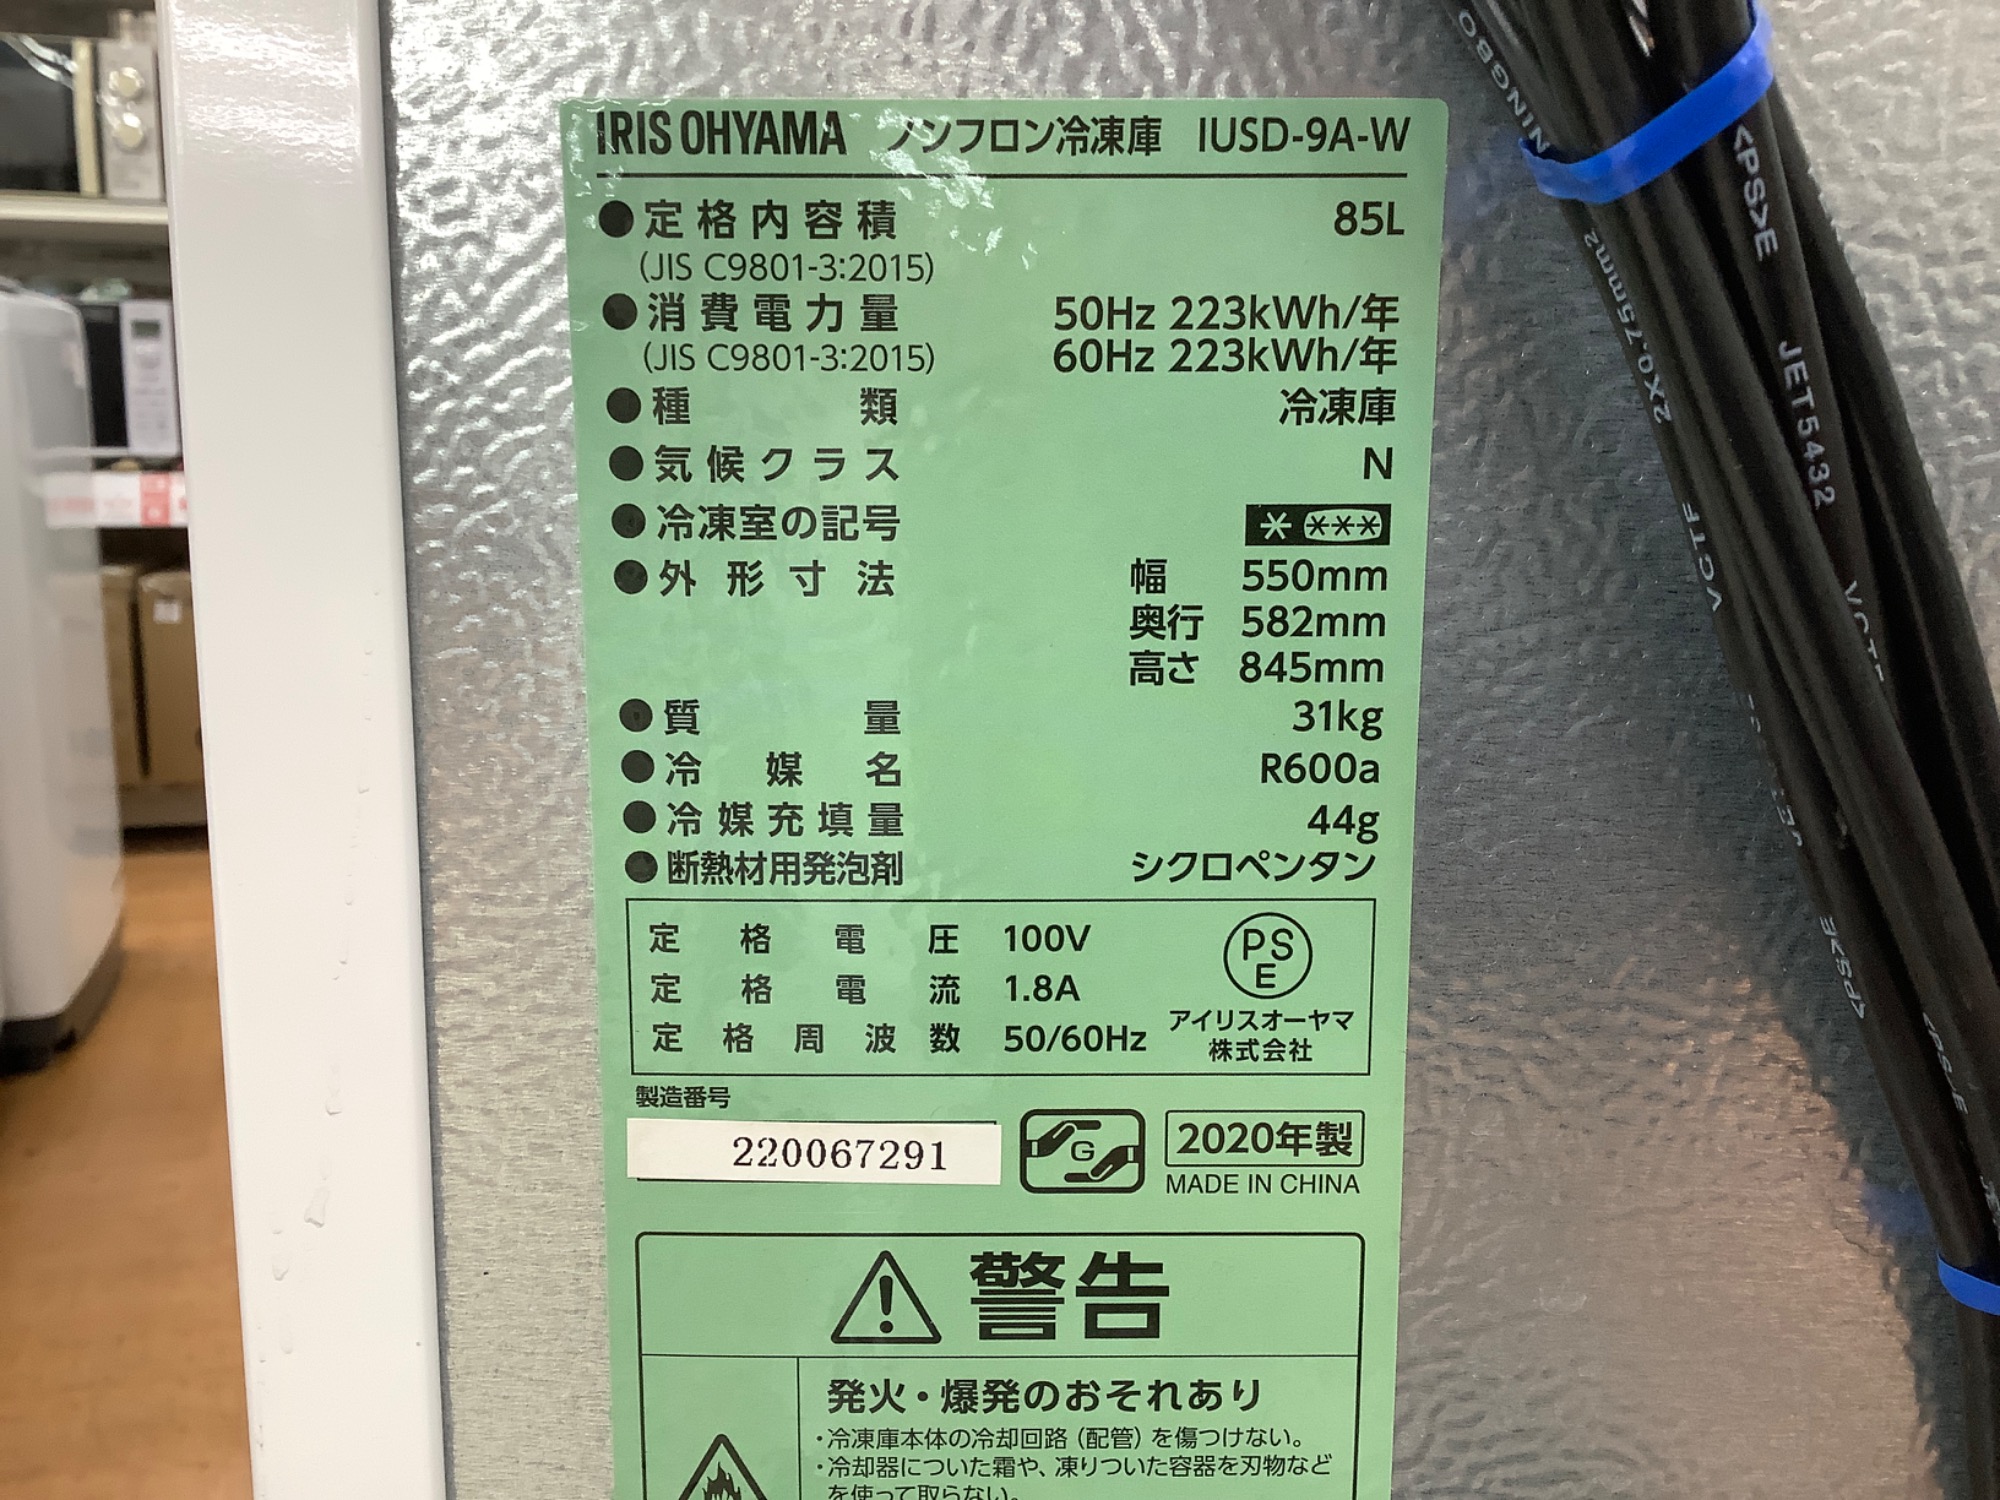 IRIS OHYAMA ノンフロン冷凍庫 IUSD-9A-W
●定格内容積 85L
(JIS C9801-3:2015)
●消費電力量 50Hz 223kWh/年
(JIS C9801-3:2015) 60Hz 223kWh/年
●種類 冷凍庫
●気候クラス N
●冷凍室の記号 * ***
●外形寸法 幅 550mm
奥行 582mm
高さ 845mm
●質量 31kg
●冷媒名 R600a
●冷媒充填量 44g
●断熱材用発泡剤 シクロペンタン
定格電圧 100V
定格電流 1.8A
定格周波数 50/60Hz
PS
E
アイリスオーヤマ
株式会社
製造番号
220067291
G
2020年製
MADE IN CHINA
警告
発火・爆発のおそれあり
・冷凍庫本体の冷却回路(配管)を傷つけない。
・冷却器についた霜や、凍りついた容器を刃物など
を使って取らない。
NINGBO
2X0.75mm2
VCTF
<PS>E JET5432 VCTF